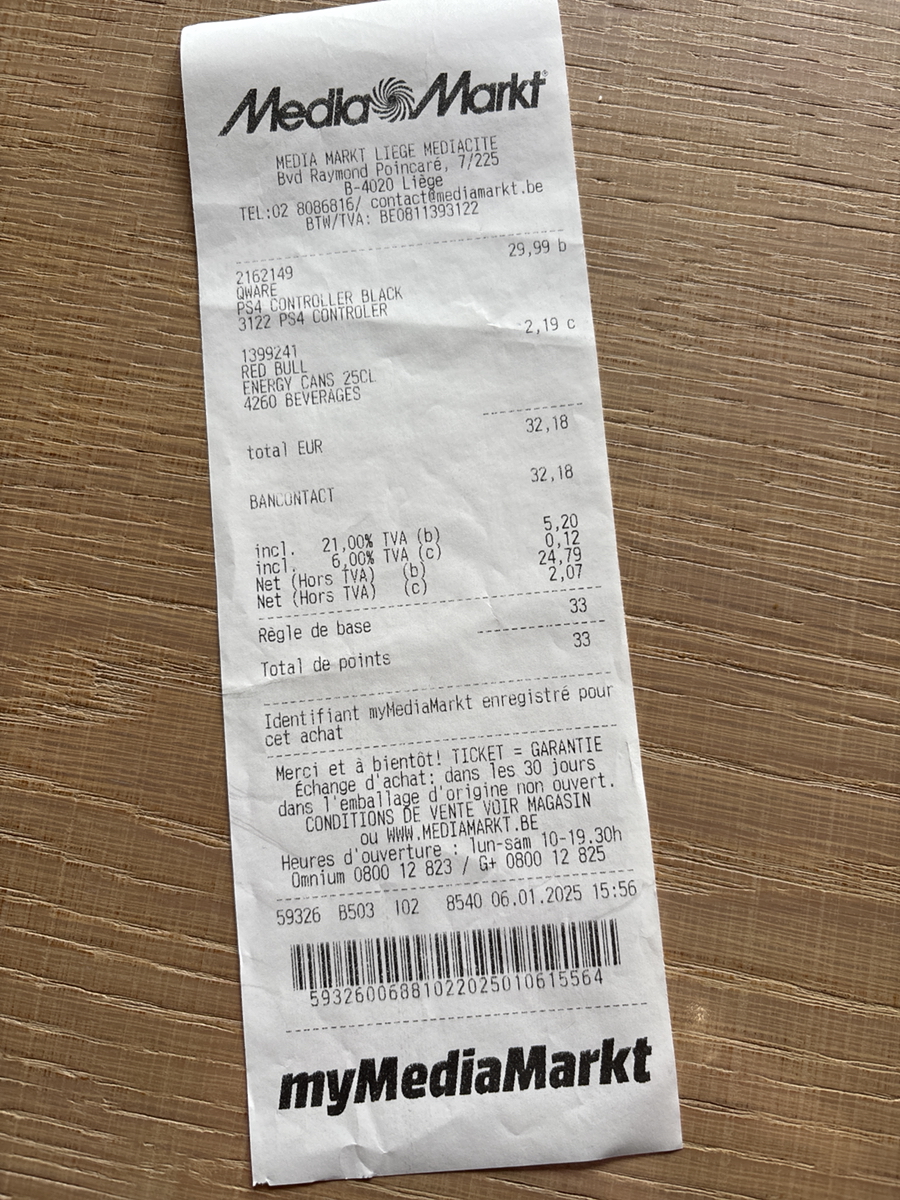 Media Markt
MEDIA MARKT LIEGE MEDIACITE
Bvd Raymond Poincaré, 7/225
B-4020 Liège
TEL:02 8086816/ contact@mediamarkt.be
BTW/TVA: BE0811393122
29,99 b
2162149
QWARE
PS4 CONTROLLER BLACK
3122 PS4 CONTROLER
2,19 c
1399241
RED BULL
ENERGY CANS 25CL
4260 BEVERAGES
32,18
total EUR
32,18
BANCONTACT
incl. 21,00% TVA (b) 5,20
incl. 6,00% TVA (c) 0,12
Net (Hors TVA) (b) 24,79
Net (Hors TVA) (c) 2,07
Règle de base 33
Total de points 33
Identifiant myMediaMarkt enregistré pour
cet achat
Merci et à bientôt! TICKET = GARANTIE
Échange d'achat: dans les 30 jours
dans l'emballage d'origine non ouvert.
CONDITIONS DE VENTE VOIR MAGASIN
ou WWW.MEDIAMARKT.BE
Heures d'ouverture : lun-sam 10-19.30h
Omnium 0800 12 823 / G+ 0800 12 825
59326 B503 I02 8540 06.01.2025 15:56
59326006881022025010615564
myMediaMarkt